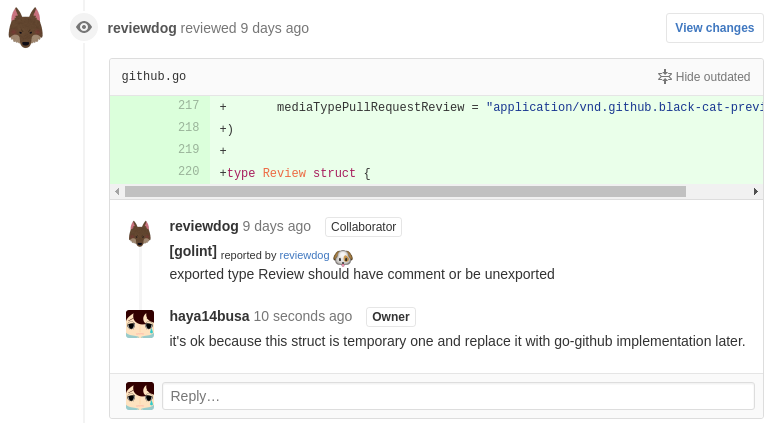 reviewdog reviewed 9 days ago
View changes
github.go
Hide outdated
217 + mediaTypePullRequestReview = "application/vnd.github.black-cat-previ
218 +)
219 +
220 +type Review struct {
reviewdog 9 days ago Collaborator
[golint] reported by reviewdog
exported type Review should have comment or be unexported
haya14busa 10 seconds ago Owner
it's ok because this struct is temporary one and replace it with go-github implementation later.
Reply…